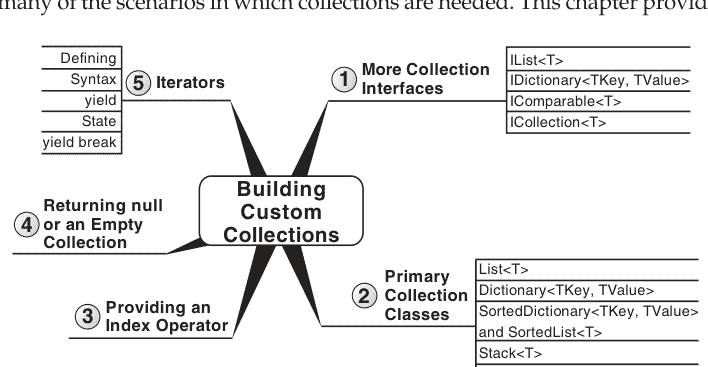 many of the scenarios in which collections are needed. This chapter provid
Building
Custom
Collections
1 More Collection
Interfaces
IList<T>
IDictionary<TKey, TValue>
IComparable<T>
ICollection<T>
2 Primary
Collection
Classes
List<T>
Dictionary<TKey, TValue>
SortedDictionary<TKey, TValue>
and SortedList<T>
Stack<T>
3 Providing an
Index Operator
4 Returning null
or an Empty
Collection
5 Iterators
Defining
Syntax
yield
State
yield break